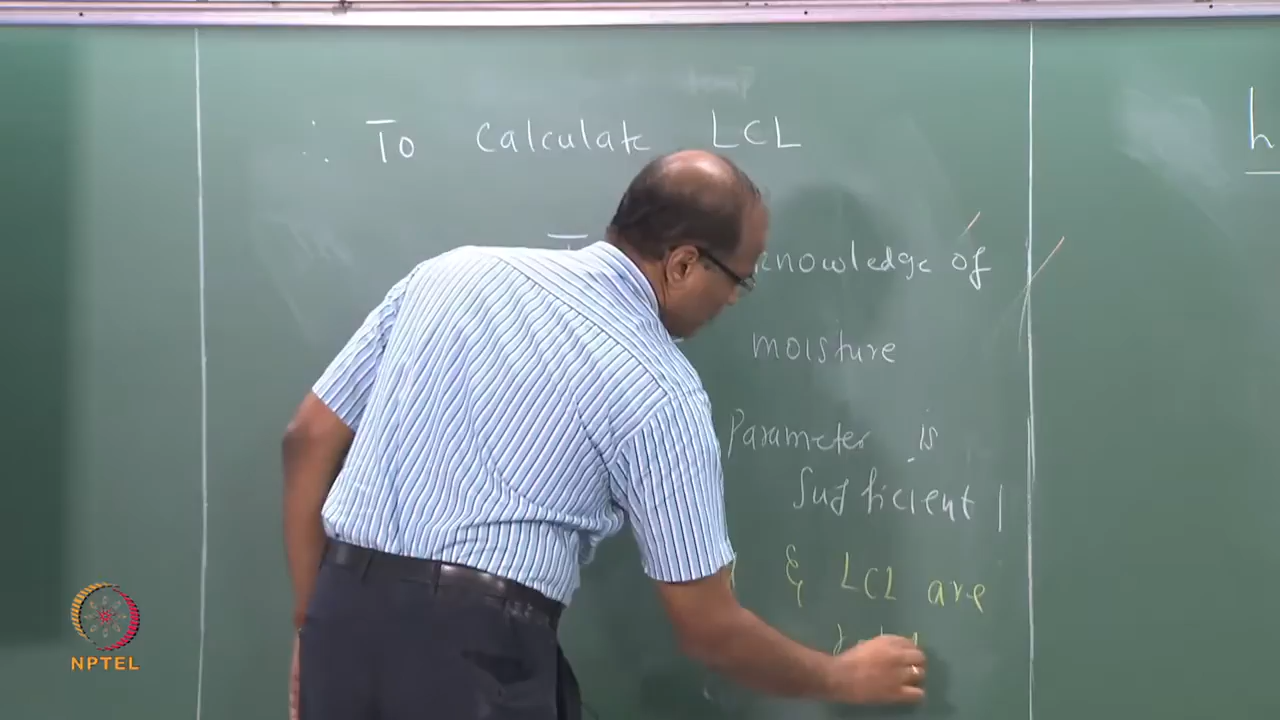 ∴ To Calculate LCL
h
knowledge of
moisture
Parameter is
Sufficient
& LCL are
NPTEL